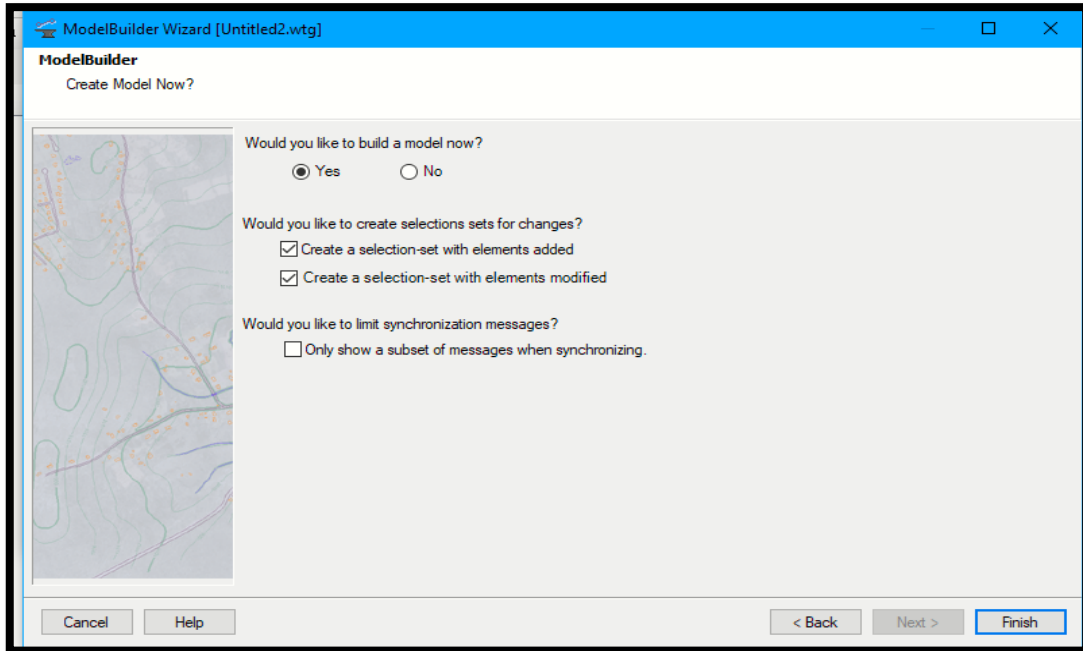 ModelBuilder Wizard [Untitled2.wtg]
ModelBuilder
Create Model Now?
Would you like to build a model now?
Yes No
Would you like to create selections sets for changes?
Create a selection-set with elements added
Create a selection-set with elements modified
Would you like to limit synchronization messages?
Only show a subset of messages when synchronizing.
Cancel Help < Back Next > Finish